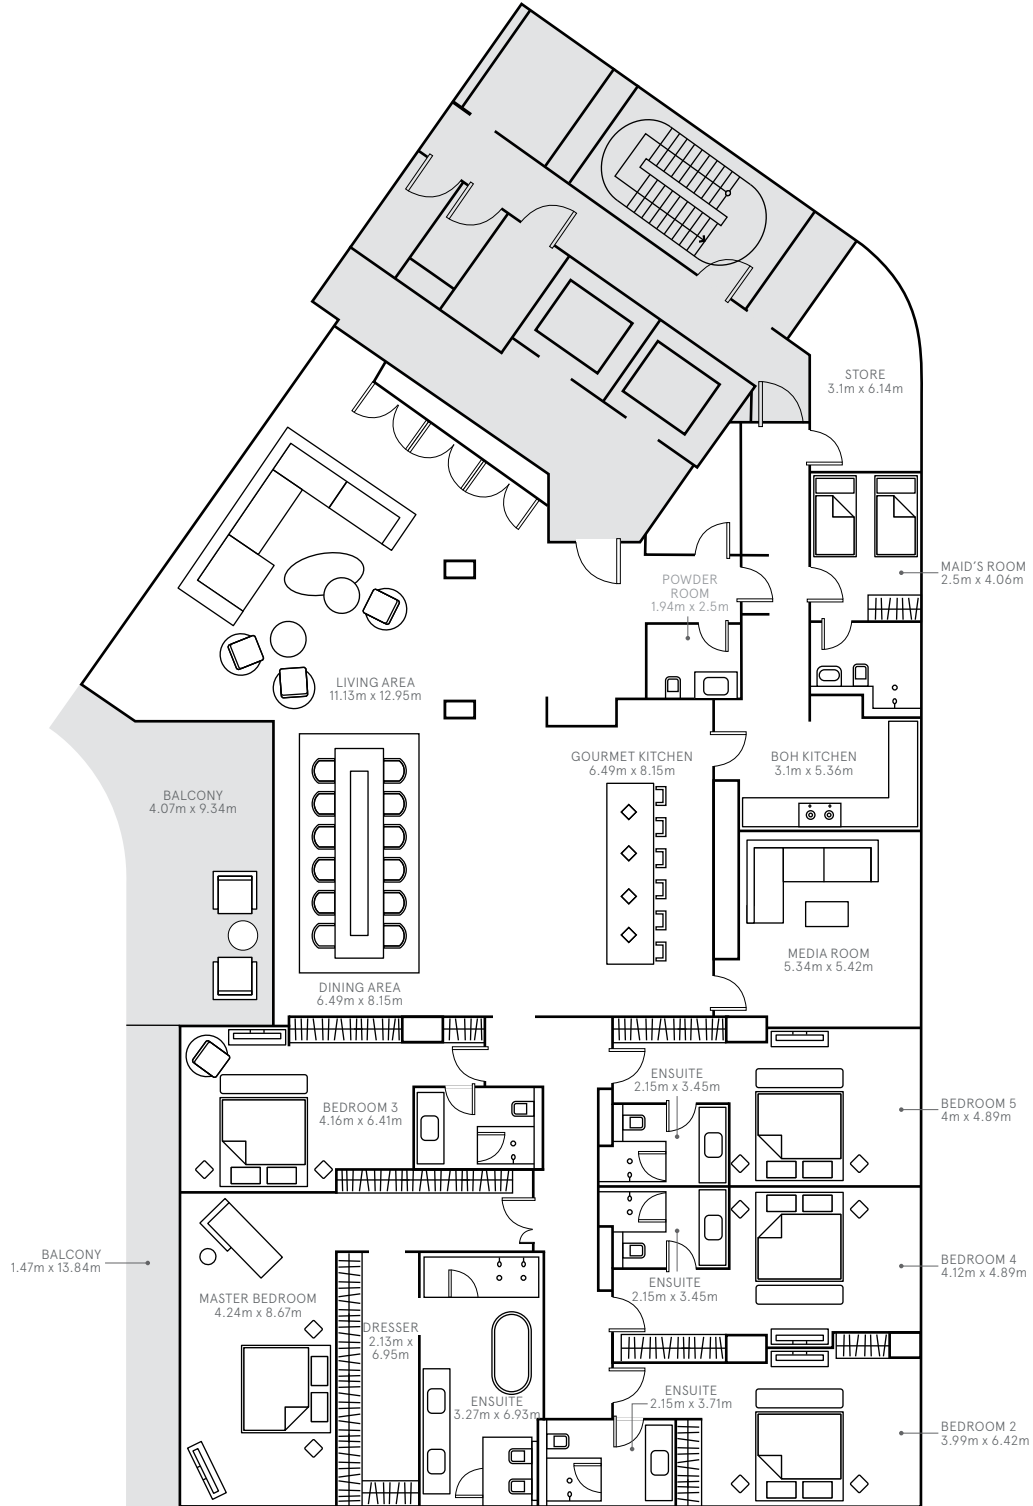 STORE
3.1m x 6.14m
MAID'S ROOM
2.5m x 4.06m
POWDER
ROOM
1.94m x 2.5m
LIVING AREA
11.13m x 12.95m
GOURMET KITCHEN
6.49m x 8.15m
BOH KITCHEN
3.1m x 5.36m
BALCONY
4.07m x 9.34m
MEDIA ROOM
5.34m x 5.42m
DINING AREA
6.49m x 8.15m
ENSUITE
2.15m x 3.45m
BEDROOM 3
4.16m x 6.41m
BEDROOM 5
4m x 4.89m
BALCONY
1.47m x 13.84m
BEDROOM 4
4.12m x 4.89m
ENSUITE
2.15m x 3.45m
MASTER BEDROOM
4.24m x 8.67m
DRESSER
2.13m x
6.95m
ENSUITE
3.27m x 6.93m
ENSUITE
2.15m x 3.71m
BEDROOM 2
3.99m x 6.42m